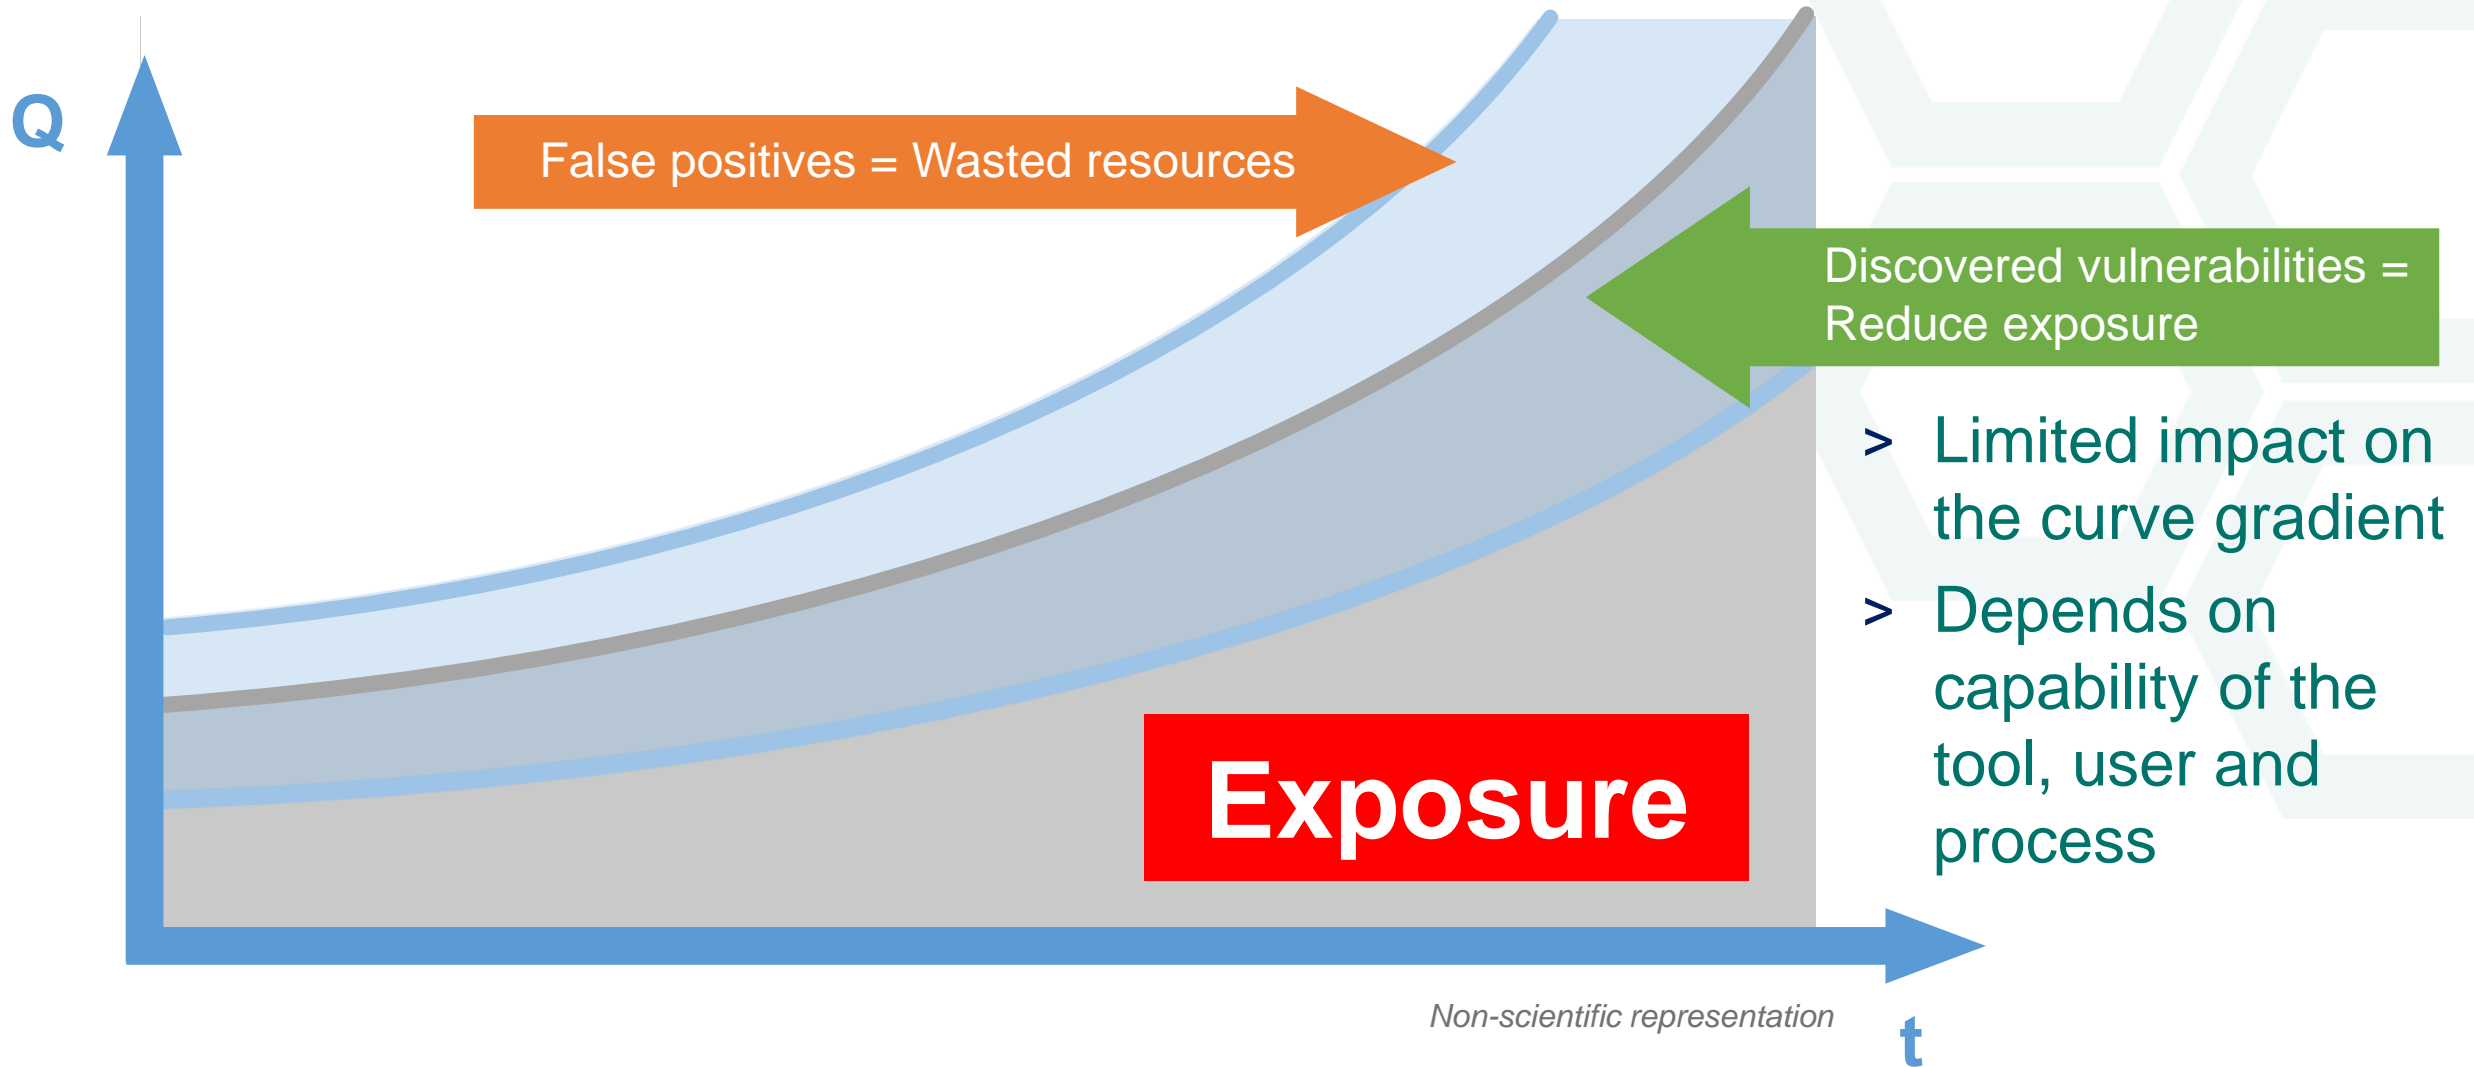 Q
False positives = Wasted resources
Discovered vulnerabilities =
Reduce exposure
> Limited impact on
the curve gradient
> Depends on
capability of the
tool, user and
process
Exposure
Non-scientific representation
t